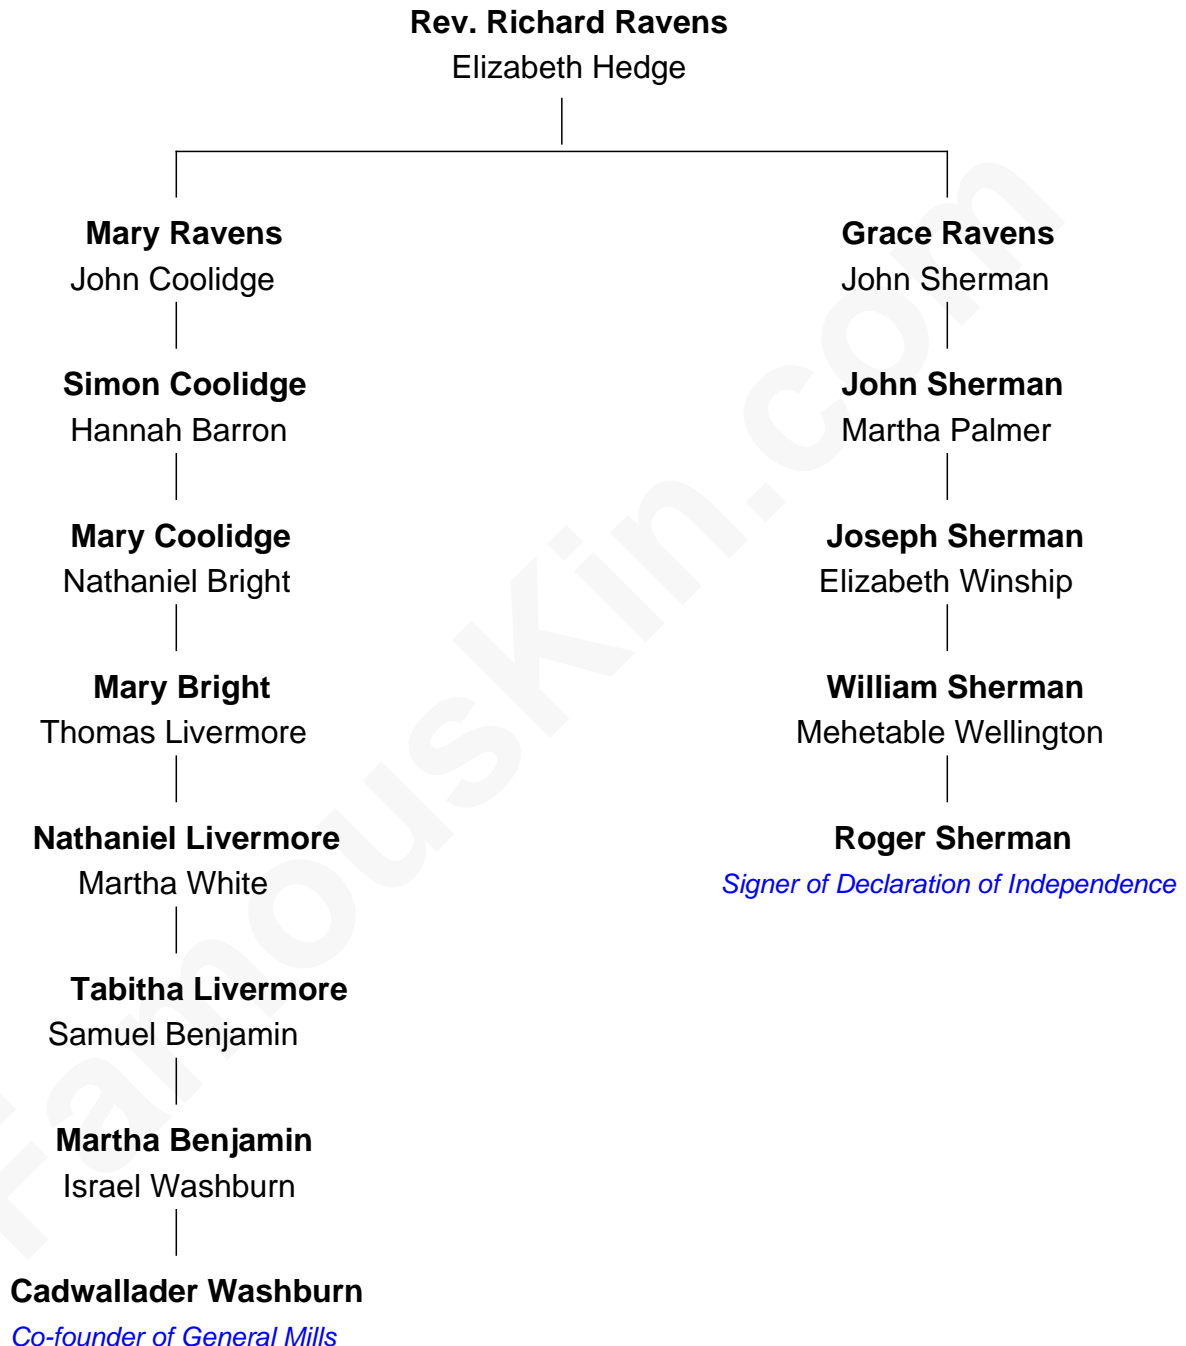 Rev. Richard Ravens
Elizabeth Hedge
Mary Ravens
John Coolidge
Grace Ravens
John Sherman
Simon Coolidge
Hannah Barron
John Sherman
Martha Palmer
Mary Coolidge
Nathaniel Bright
Joseph Sherman
Elizabeth Winship
Mary Bright
Thomas Livermore
William Sherman
Mehetable Wellington
Nathaniel Livermore
Martha White
Roger Sherman
Signer of Declaration of Independence
Tabitha Livermore
Samuel Benjamin
Martha Benjamin
Israel Washburn
Cadwallader Washburn
Co-founder of General Mills
FamousKin.com